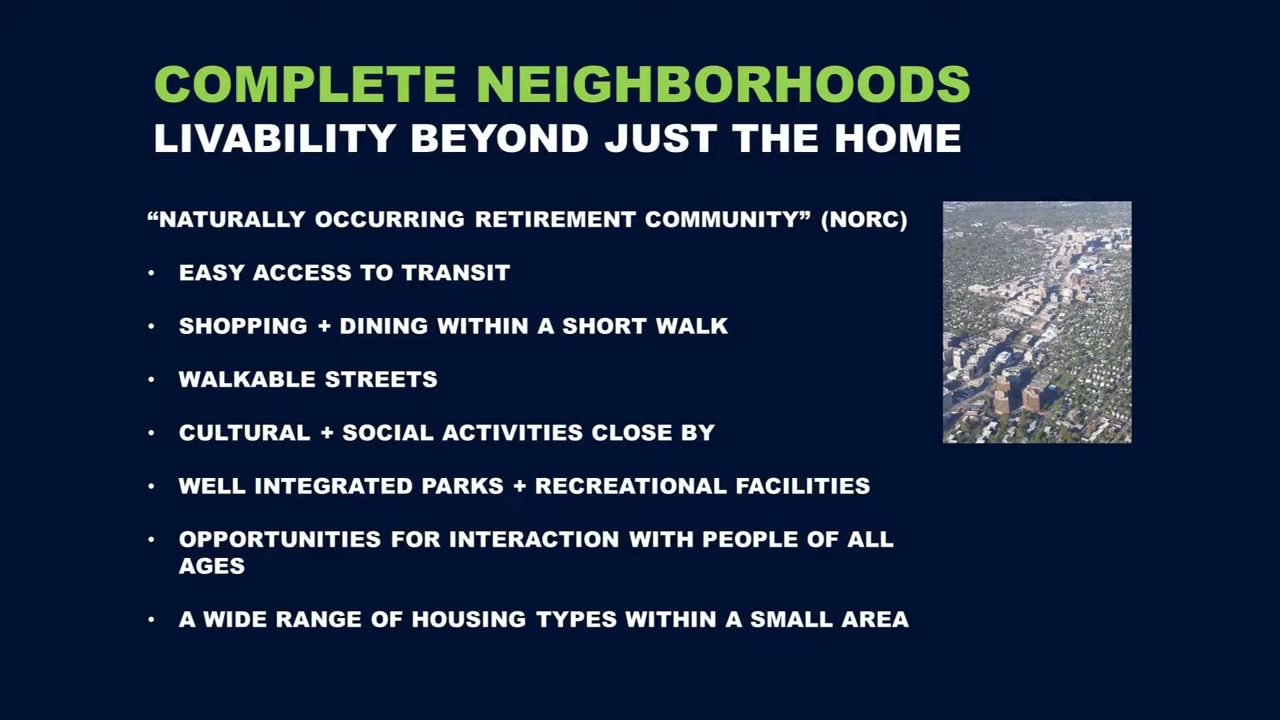 COMPLETE NEIGHBORHOODS
LIVABILITY BEYOND JUST THE HOME
“NATURALLY OCCURRING RETIREMENT COMMUNITY” (NORC)
• EASY ACCESS TO TRANSIT
• SHOPPING + DINING WITHIN A SHORT WALK
• WALKABLE STREETS
• CULTURAL + SOCIAL ACTIVITIES CLOSE BY
• WELL INTEGRATED PARKS + RECREATIONAL FACILITIES
• OPPORTUNITIES FOR INTERACTION WITH PEOPLE OF ALL
AGES
• A WIDE RANGE OF HOUSING TYPES WITHIN A SMALL AREA